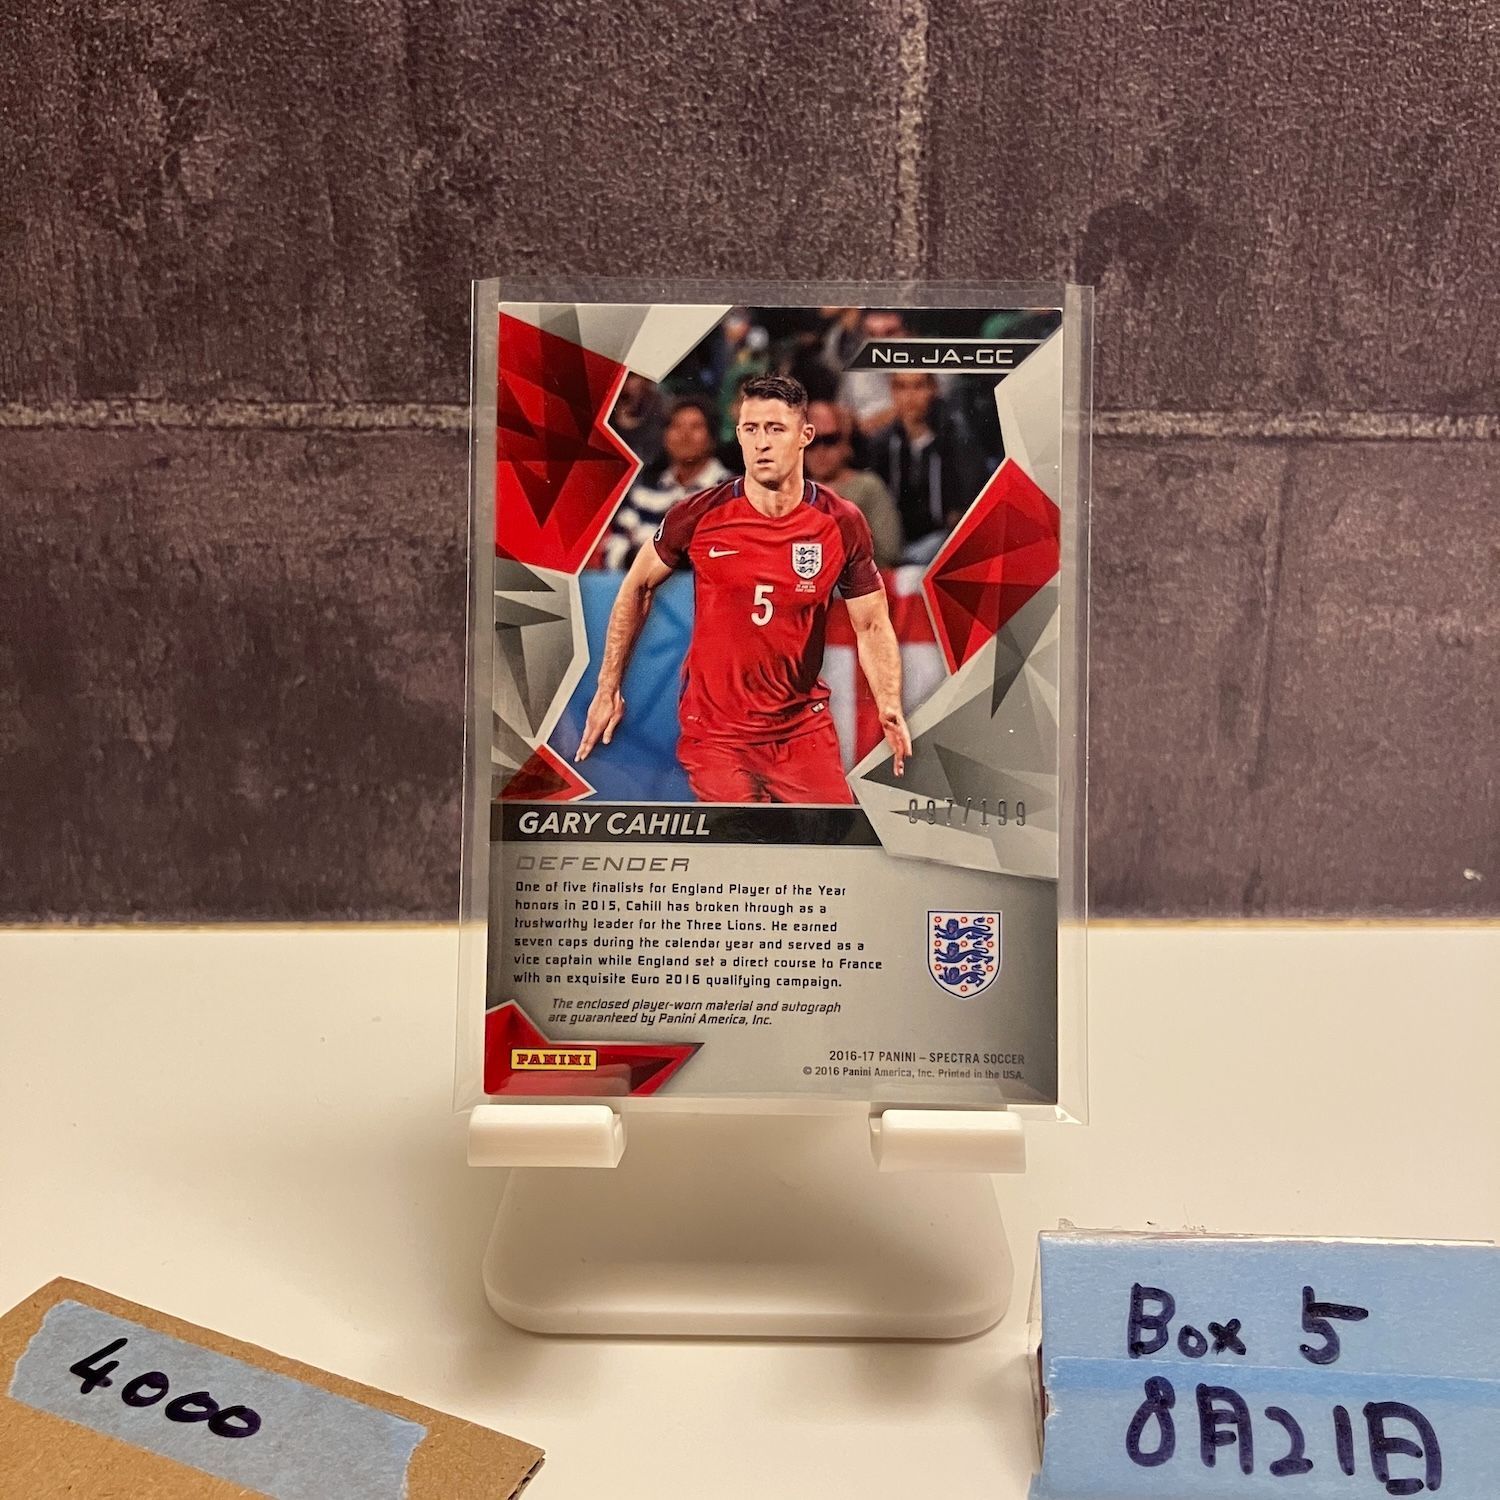 No. JA-GC
5
097/199
GARY CAHILL
DEFENDER
One of five finalists for England Player of the Year
honors in 2015, Cahill has broken through as a
trustworthy leader for the Three Lions. He earned
seven caps during the calendar year and served as a
vice captain while England set a direct course to France
with an exquisite Euro 2016 qualifying campaign.
The enclosed player-worn material and autograph
are guaranteed by Panini America, Inc.
PANINI
2016-17 PANINI – SPECTRA SOCCER
© 2016 Panini America, Inc. Printed in the USA.
4000
Box 5
8月21日